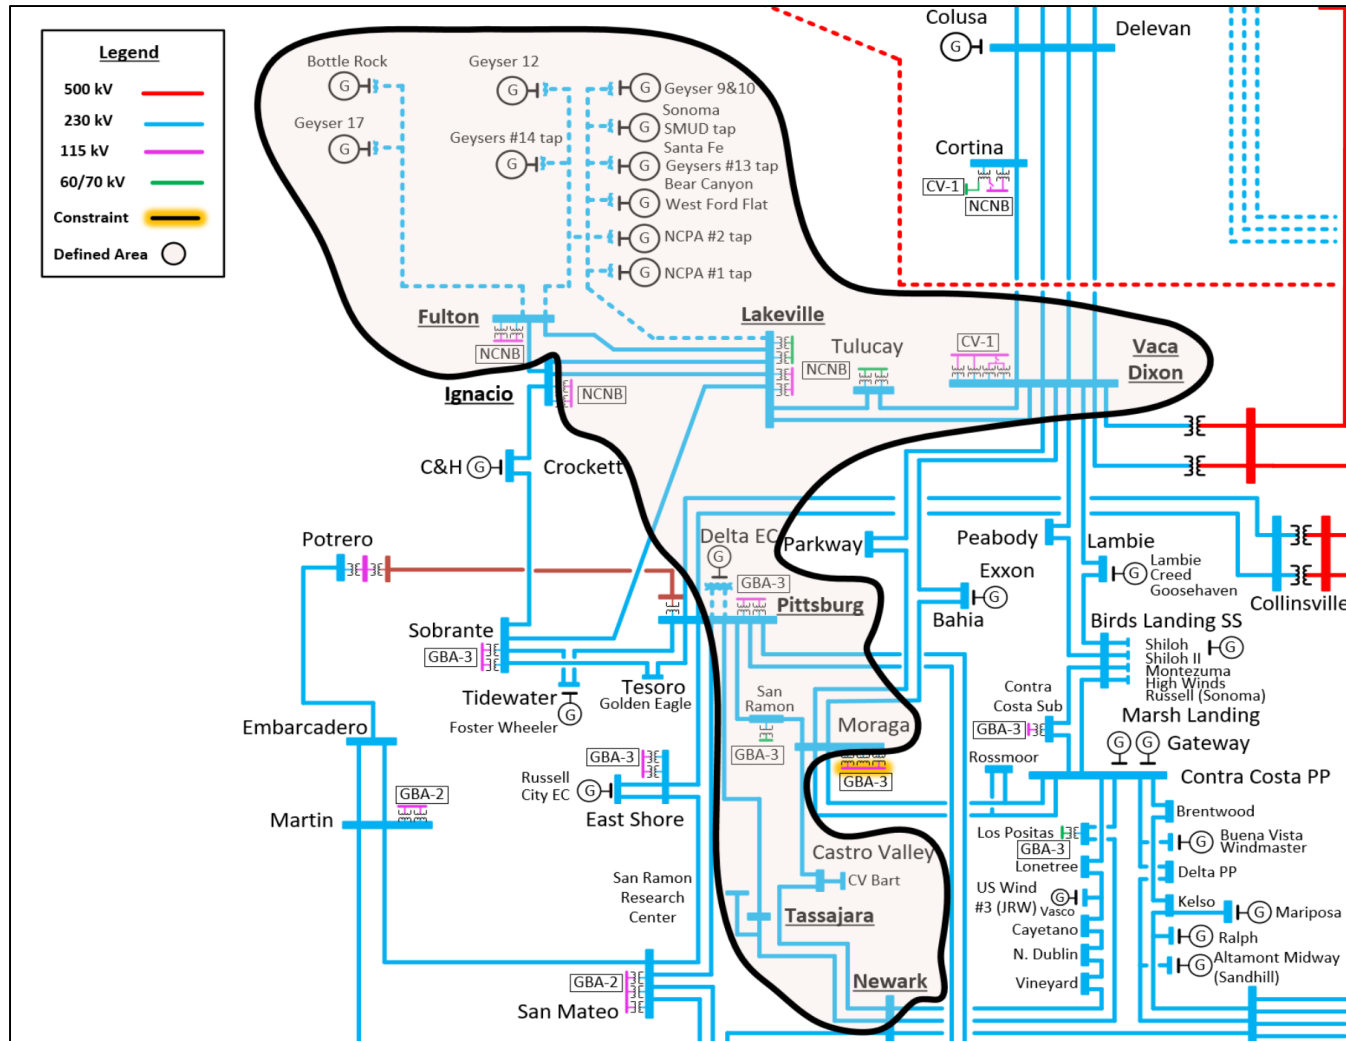 Legend
500 kV
230 kV
115 kV
60/70 kV
Constraint
Defined Area
Bottle Rock
G
Geyser 17
G
Geyser 12
G
Geysers #14 tap
G
G
Geyser 9&10
Sonoma
G
SMUD tap
Santa Fe
G
Geysers #13 tap
Bear Canyon
G
West Ford Flat
G
NCPA #2 tap
G
NCPA #1 tap
Colusa
G
Delevan
Cortina
CV-1
NCNB
Fulton
NCNB
Lakeville
Tulucay
NCNB
CV-1
Vaca
Dixon
Ignacio
NCNB
C&H
G
Crockett
Potrero
Delta EC
G
GBA-3
Pittsburg
Parkway
Peabody
Exxon
G
Bahia
Lambie
G
Lambie
Creed
Goosehaven
Collinsville
Birds Landing SS
Shiloh
G
Shiloh II
Montezuma
High Winds
Russell (Sonoma)
Sobrante
GBA-3
Tidewater
Foster Wheeler
G
Tesoro
Golden Eagle
San
Ramon
GBA-3
Moraga
GBA-3
Contra
Costa Sub
GBA-3
Marsh Landing
G
G
Gateway
Rossmoor
Contra Costa PP
Embarcadero
GBA-2
Martin
GBA-3
Russell
City EC
G
East Shore
Brentwood
Los Positas
GBA-3
G
Buena Vista
Windmaster
Lonetree
Delta PP
Castro Valley
CV Bart
San Ramon
Research
Center
US Wind
#3 (JRW)
G
Vasco
Kelso
G
Mariposa
Tassajara
Cayetano
G
Ralph
N. Dublin
G
Altamont Midway
(Sandhill)
Vineyard
Newark
GBA-2
San Mateo